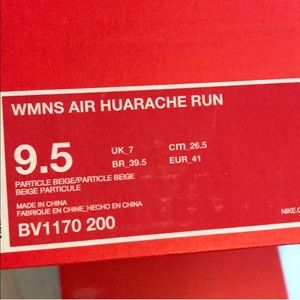 WMNS AIR HUARACHE RUN
9.5 UK_7 cm_26.5
BR_39.5 EUR_41
PARTICLE BEIGE/PARTICLE BEIGE
BEIGE PARTICULE
MADE IN CHINA
FABRIQUE EN CHINE_HECHO EN CHINA
BV1170 200
NIKE.C